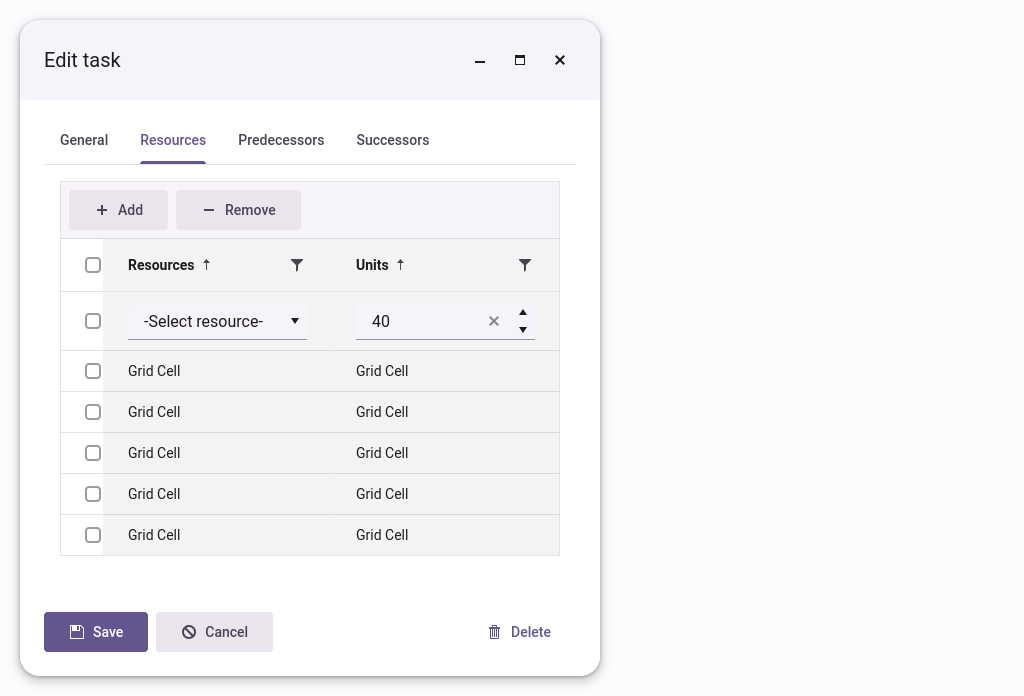 Edit task
General Resources Predecessors Successors
Add Remove
Resources Units
-Select resource- 40
Grid Cell Grid Cell
Grid Cell Grid Cell
Grid Cell Grid Cell
Grid Cell Grid Cell
Grid Cell Grid Cell
Save Cancel Delete